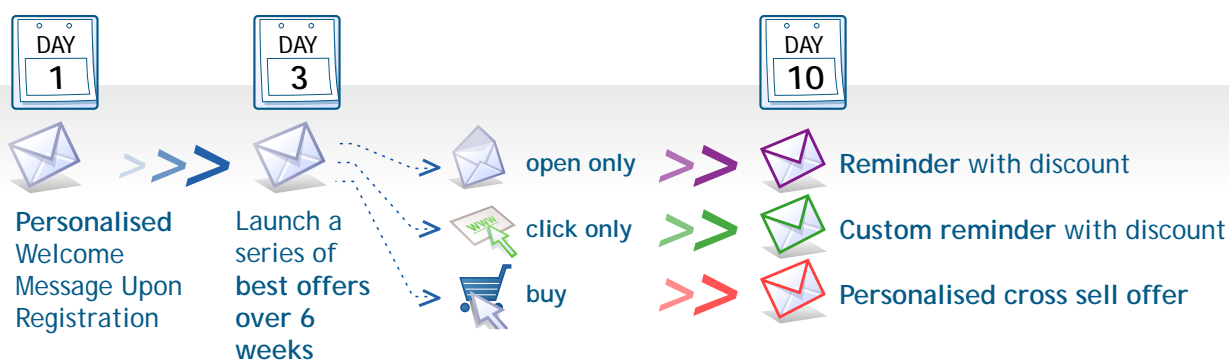 DAY
1
DAY
3
DAY
10
open only
Reminder with discount
Personalised
Welcome
Message Upon
Registration
Launch a
series of
best offers
over 6
weeks
www
click only
Custom reminder with discount
buy
Personalised cross sell offer